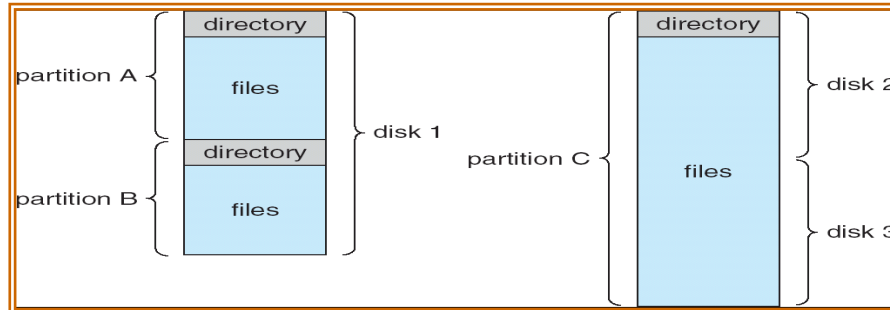 directory
partition A
files
disk 1
directory
partition B
files
directory
disk 2
partition C
files
disk 3